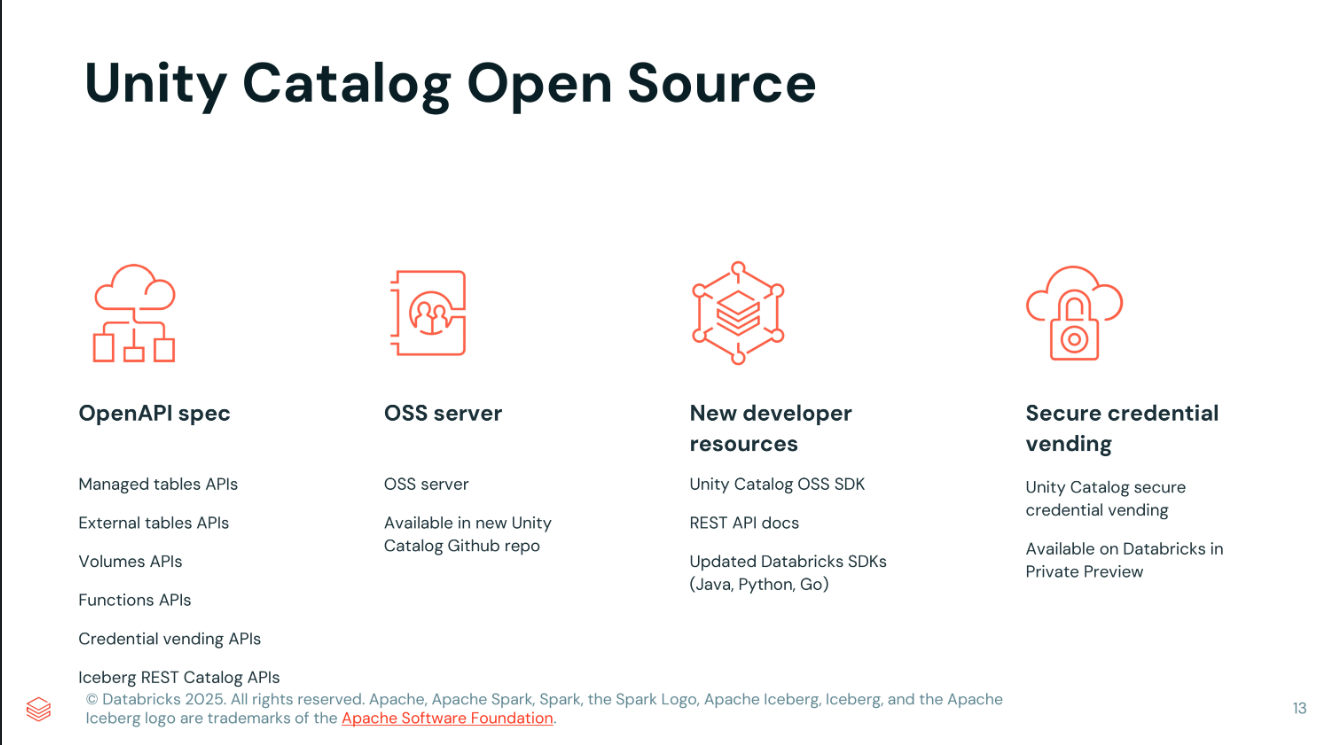 Unity Catalog Open Source
OpenAPI spec
Managed tables APIs
External tables APIs
Volumes APIs
Functions APIs
Credential vending APIs
Iceberg REST Catalog APIs
OSS server
OSS server
Available in new Unity
Catalog Github repo
New developer
resources
Unity Catalog OSS SDK
REST API docs
Updated Databricks SDKs
(Java, Python, Go)
Secure credential
vending
Unity Catalog secure
credential vending
Available on Databricks in
Private Preview
© Databricks 2025. All rights reserved. Apache, Apache Spark, Spark, the Spark Logo, Apache Iceberg, Iceberg, and the Apache
Iceberg logo are trademarks of the Apache Software Foundation.
13